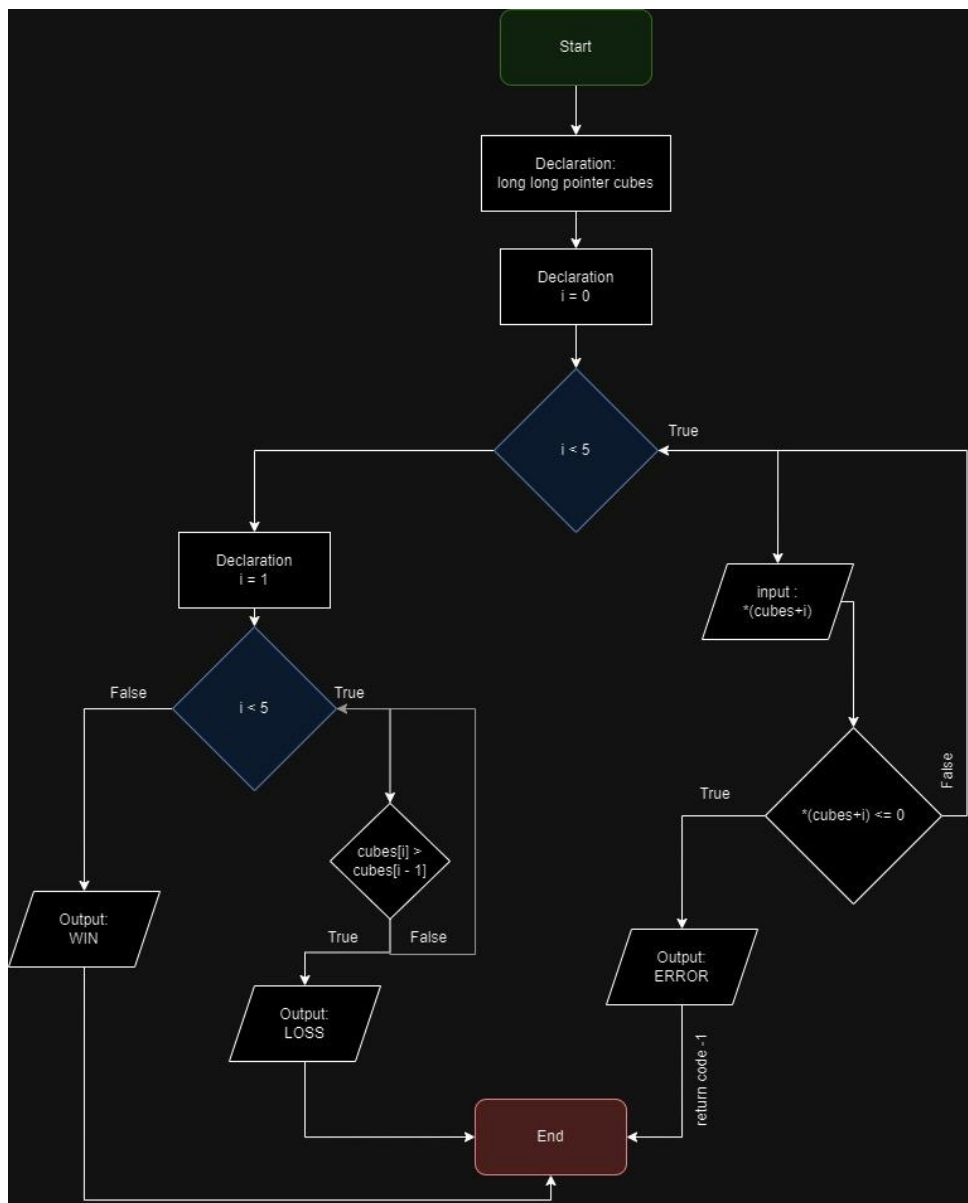 Start
Declaration:
long long pointer cubes
Declaration
i = 0
i < 5
True
Declaration
i = 1
input :
*(cubes+i)
False
i < 5
True
True
*(cubes+i) <= 0
False
cubes[i] >
cubes[i - 1]
True
False
Output:
WIN
Output:
LOSS
Output:
ERROR
return code -1
End